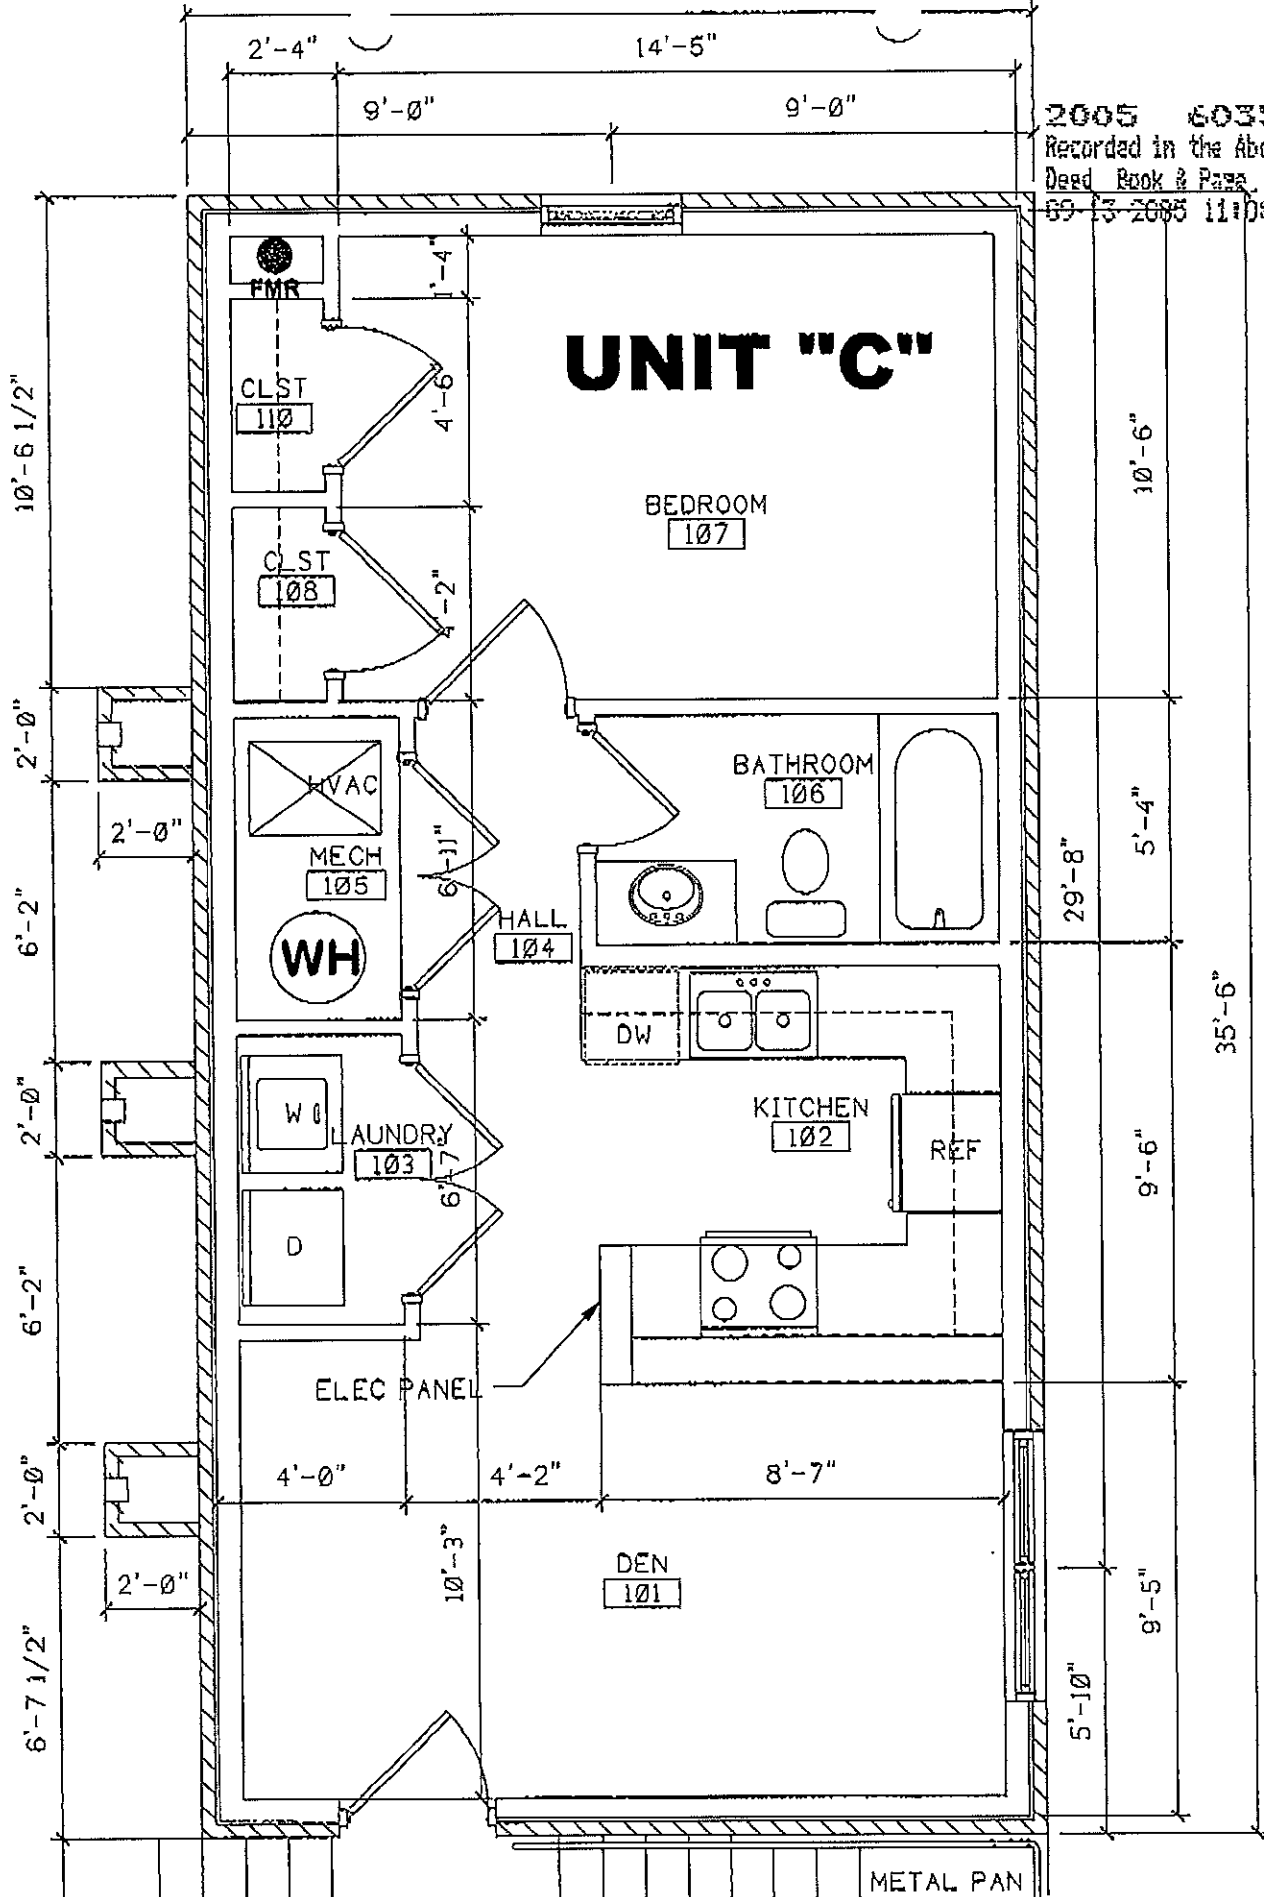 2'-4"
14'-5"
9'-0"
9'-0"
2005
Recorded in the
Deed Book & Page
FMR
1'-4"
UNIT "C"
10'-6 1/2"
CLST
110
4'-6
10'-6"
BEDROOM
107
CLST
108
2'-0"
2'-0"
HVAC
BATHROOM
106
5'-4"
29'-8"
MECH
105
6'-11"
6'-2"
HALL
104
WH
DW
35'-6"
2'-0"
W
LAUNDRY
103
6'-7"
KITCHEN
102
REF
9'-6"
D
6'-2"
ELEC PANEL
4'-0"
4'-2"
8'-7"
2'-0"
2'-0"
10'-3"
DEN
101
9'-5"
6'-7 1/2"
5'-10"
METAL PAN